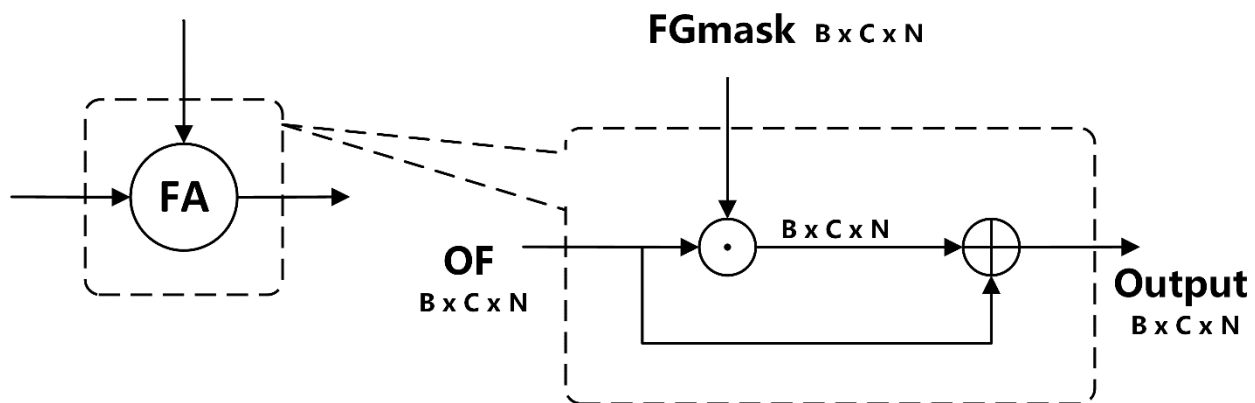 FGmask B x C x N
FA
B x C x N
OF
B x C x N
Output
B x C x N